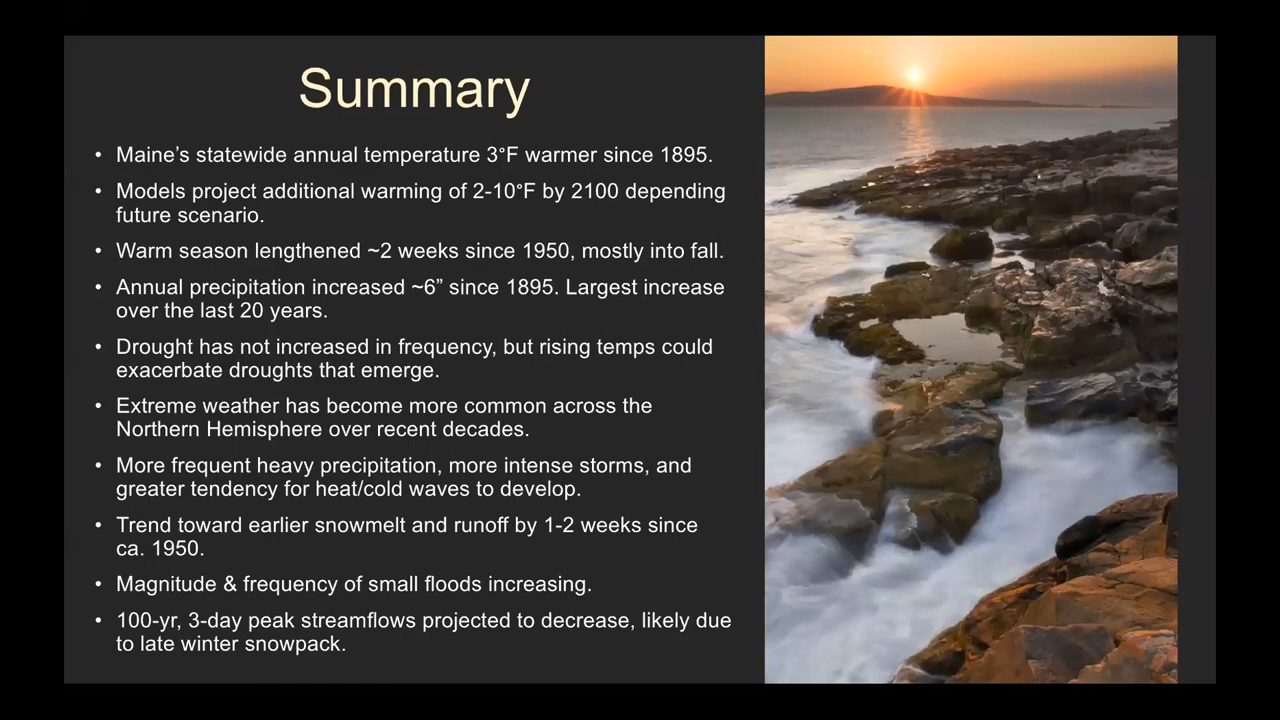 Summary
• Maine’s statewide annual temperature 3°F warmer since 1895.
• Models project additional warming of 2-10°F by 2100 depending
future scenario.
• Warm season lengthened ~2 weeks since 1950, mostly into fall.
• Annual precipitation increased ~6” since 1895. Largest increase
over the last 20 years.
• Drought has not increased in frequency, but rising temps could
exacerbate droughts that emerge.
• Extreme weather has become more common across the
Northern Hemisphere over recent decades.
• More frequent heavy precipitation, more intense storms, and
greater tendency for heat/cold waves to develop.
• Trend toward earlier snowmelt and runoff by 1-2 weeks since
ca. 1950.
• Magnitude & frequency of small floods increasing.
• 100-yr, 3-day peak streamflows projected to decrease, likely due
to late winter snowpack.